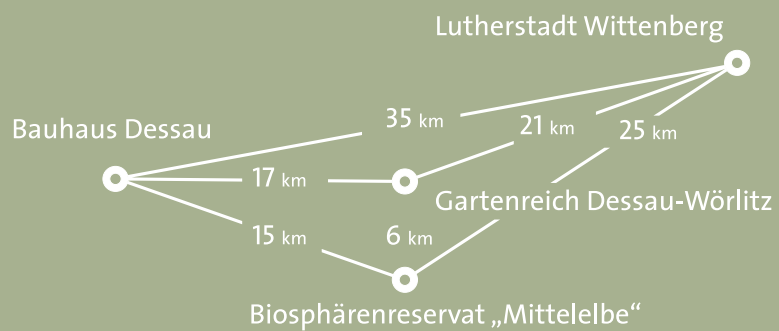 Lutherstadt Wittenberg
35 km
21 km
25 km
Bauhaus Dessau
17 km
Gartenreich Dessau-Wörlitz
15 km
6 km
Biosphärenreservat „Mittelelbe“